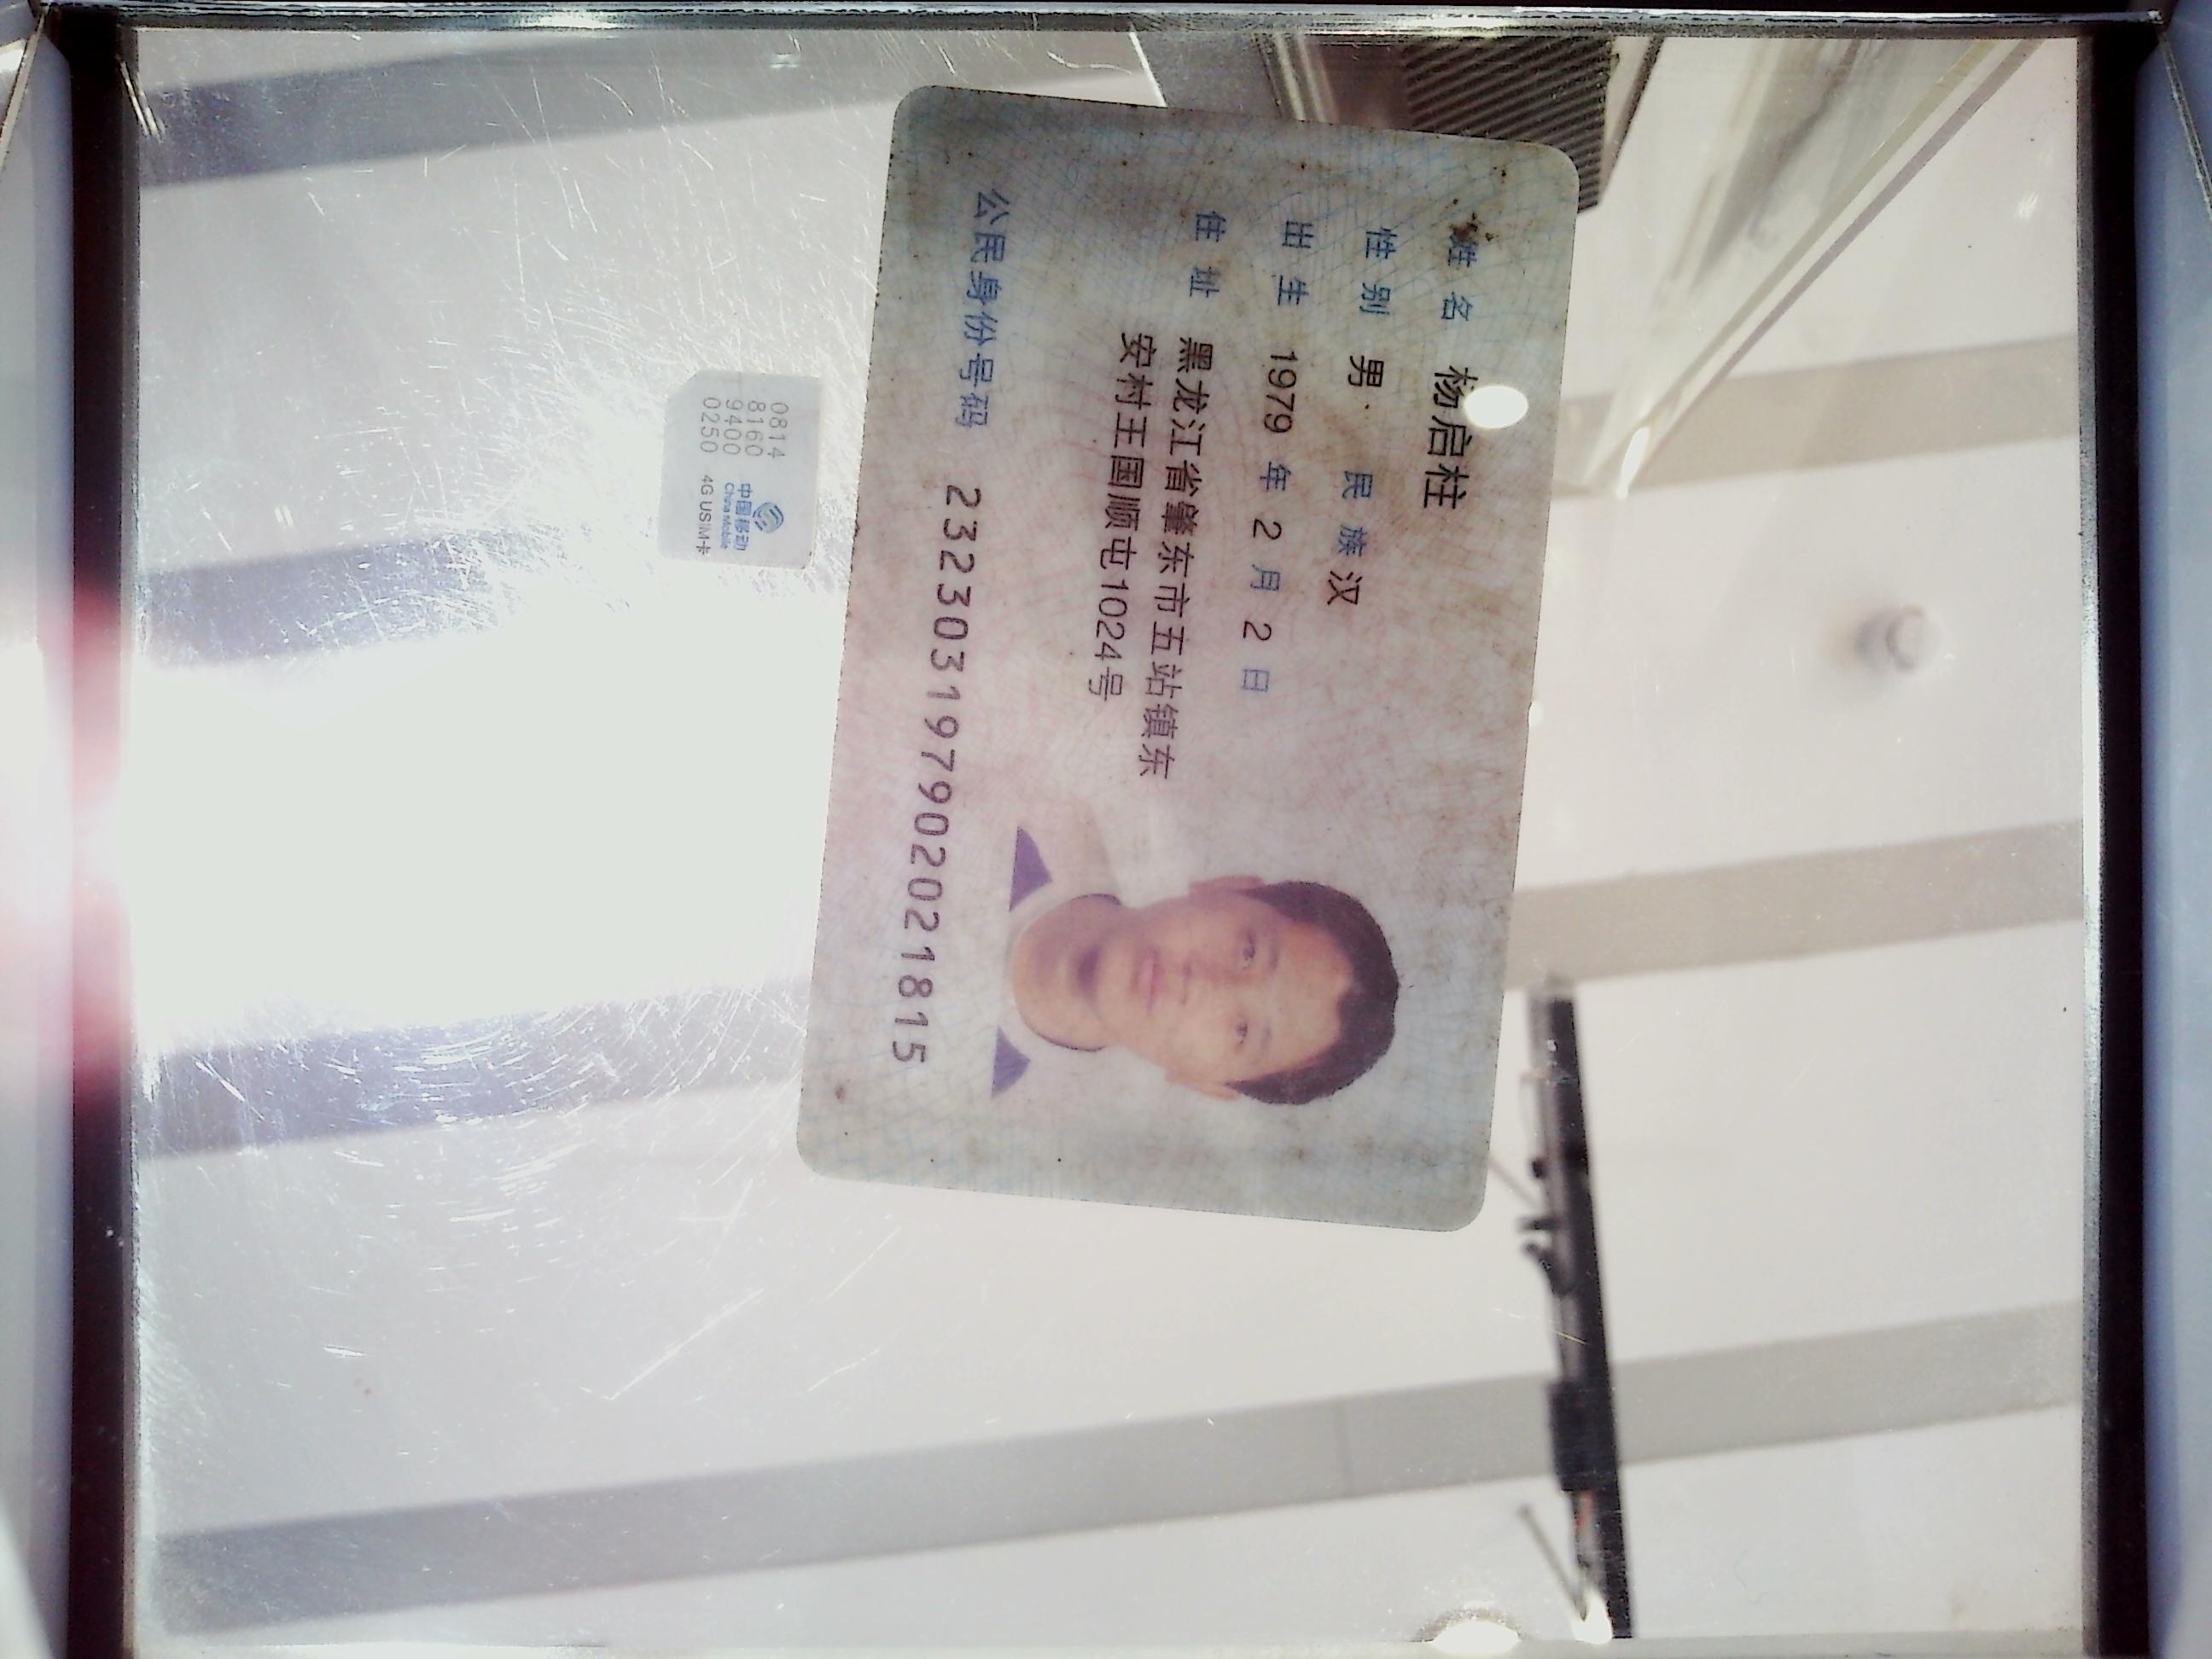 姓名 杨启柱
性别 男 民族 汉
出生 1979 年 2 月 2 日
住址 黑龙江省肇东市五站镇东
安村王国顺屯1024号
公民身份号码 232303197902021815
0814
8160
9400
0250
中国移动
China Mobile
4G USIM卡